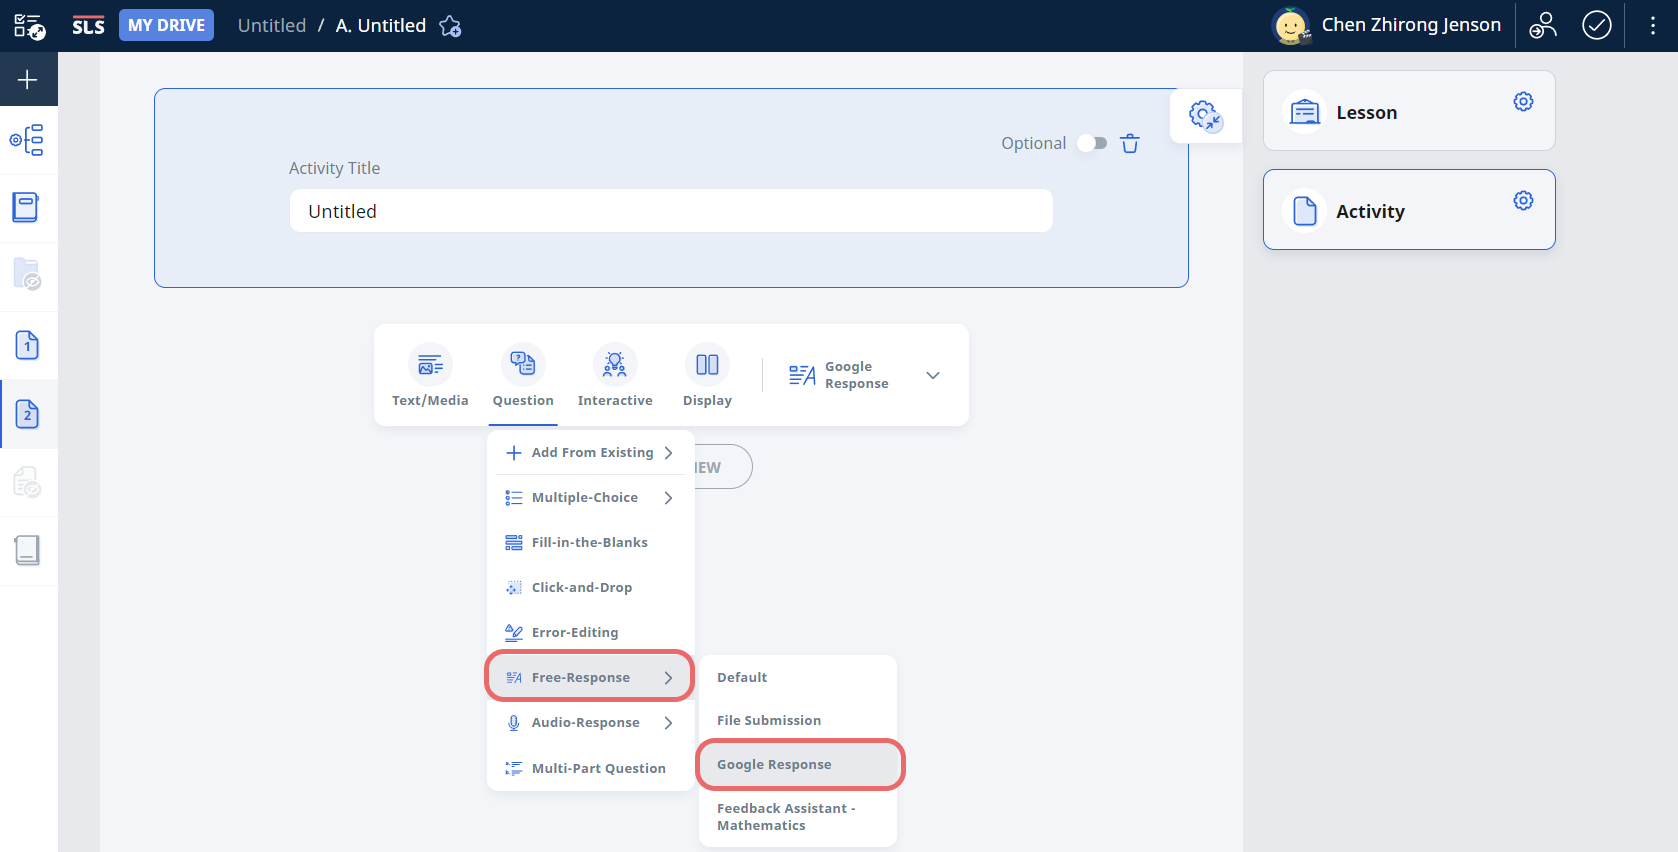 SLS
MY DRIVE
Untitled / A. Untitled
Chen Zhirong Jenson
Optional
Activity Title
Untitled
Lesson
Activity
1
2
Text/Media
Question
Interactive
Display
Google
Response
Add From Existing
Multiple-Choice
Fill-in-the-Blanks
Click-and-Drop
Error-Editing
Free-Response
Audio-Response
Multi-Part Question
Default
File Submission
Google Response
Feedback Assistant -
Mathematics